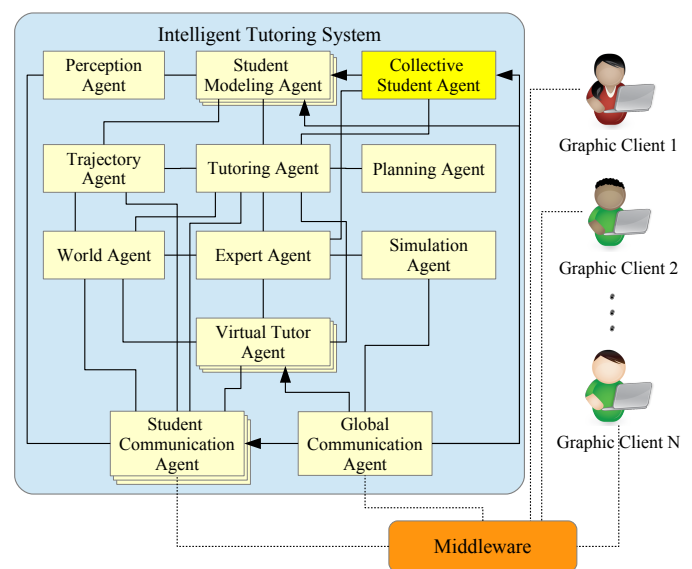 Intelligent Tutoring System
Perception
Agent
Student
Modeling Agent
Collective
Student Agent
Trajectory
Agent
Tutoring Agent
Planning Agent
World Agent
Expert Agent
Simulation
Agent
Virtual Tutor
Agent
Student
Communication
Agent
Global
Communication
Agent
Graphic Client 1
Graphic Client 2
Graphic Client N
Middleware